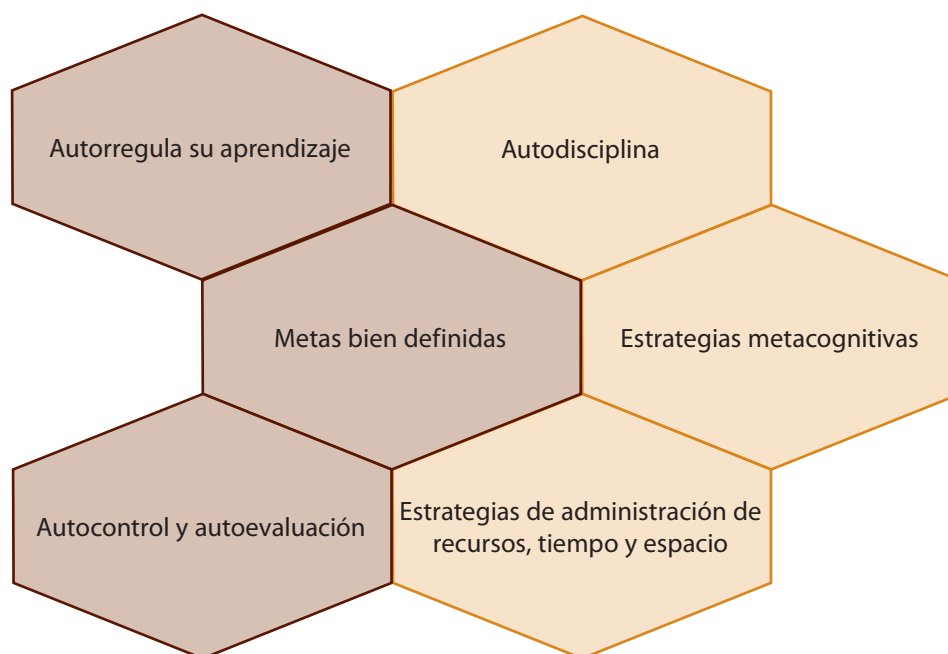 Autorregula su aprendizaje
Autodisciplina
Metas bien definidas
Estrategias metacognitivas
Autocontrol y autoevaluación
Estrategias de administración de
recursos, tiempo y espacio